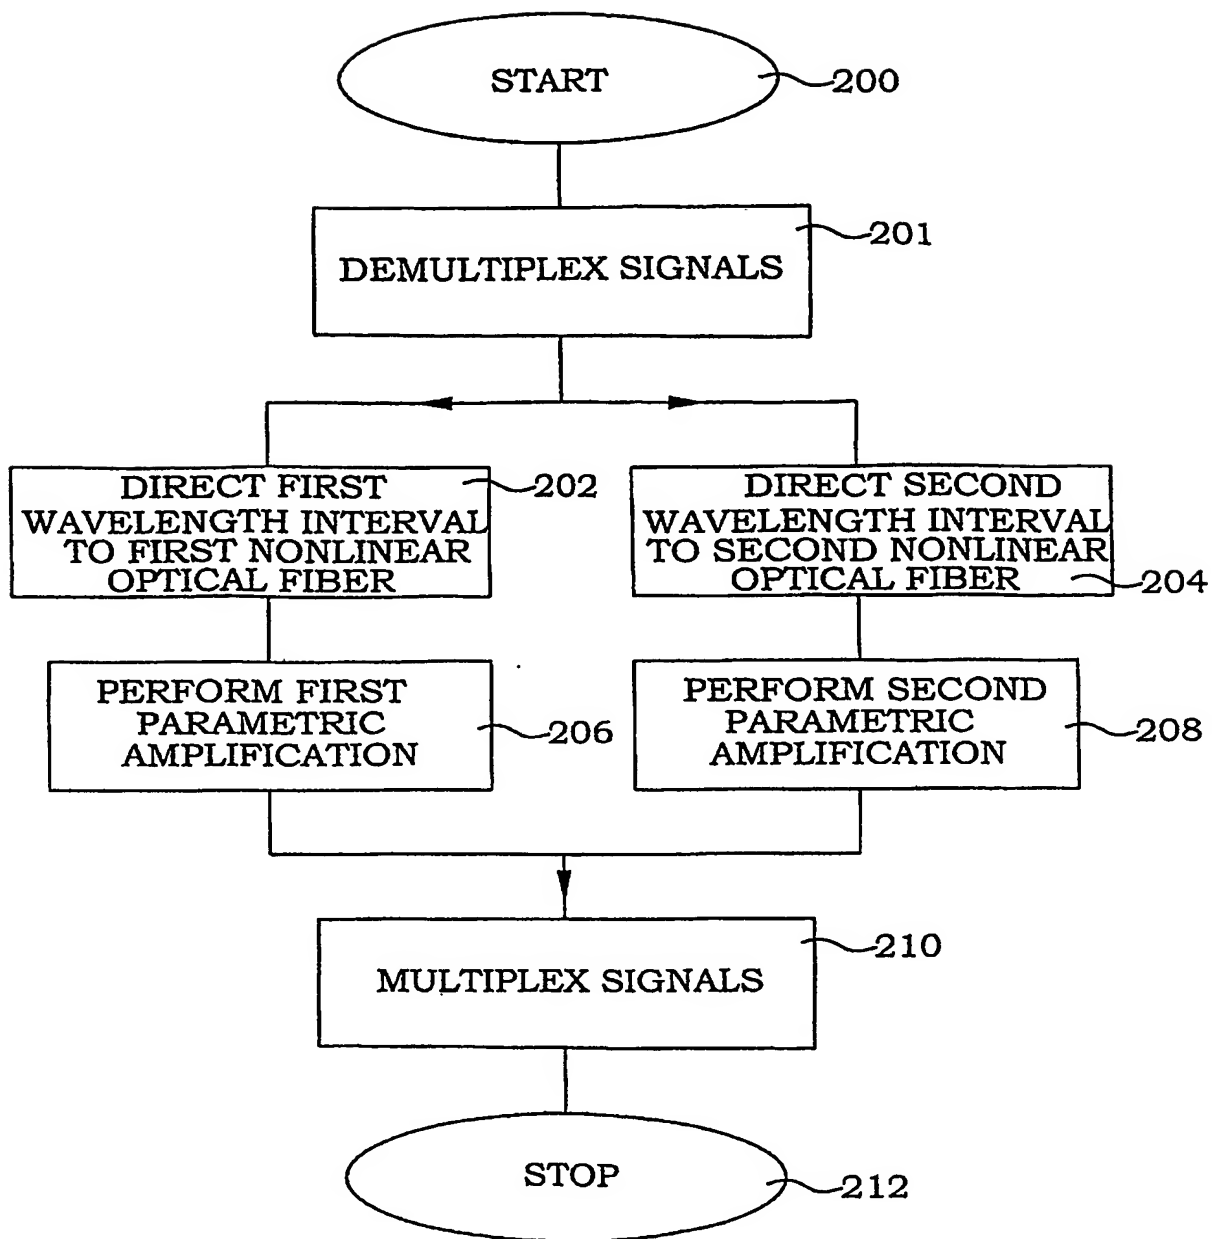 START
200
DEMULTIPLEX SIGNALS
201
DIRECT FIRST
WAVELENGTH INTERVAL
TO FIRST NONLINEAR
OPTICAL FIBER
202
DIRECT SECOND
WAVELENGTH INTERVAL
TO SECOND NONLINEAR
OPTICAL FIBER
204
PERFORM FIRST
PARAMETRIC
AMPLIFICATION
206
PERFORM SECOND
PARAMETRIC
AMPLIFICATION
208
MULTIPLEX SIGNALS
210
STOP
212